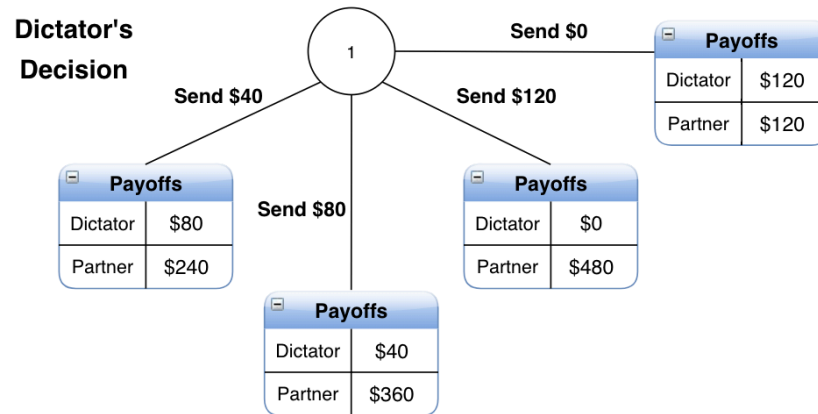 Dictator's
Decision
1
Send $0
Payoffs
Dictator $120
Partner $120
Send $40
Payoffs
Dictator $80
Partner $240
Send $80
Payoffs
Dictator $40
Partner $360
Send $120
Payoffs
Dictator $0
Partner $480